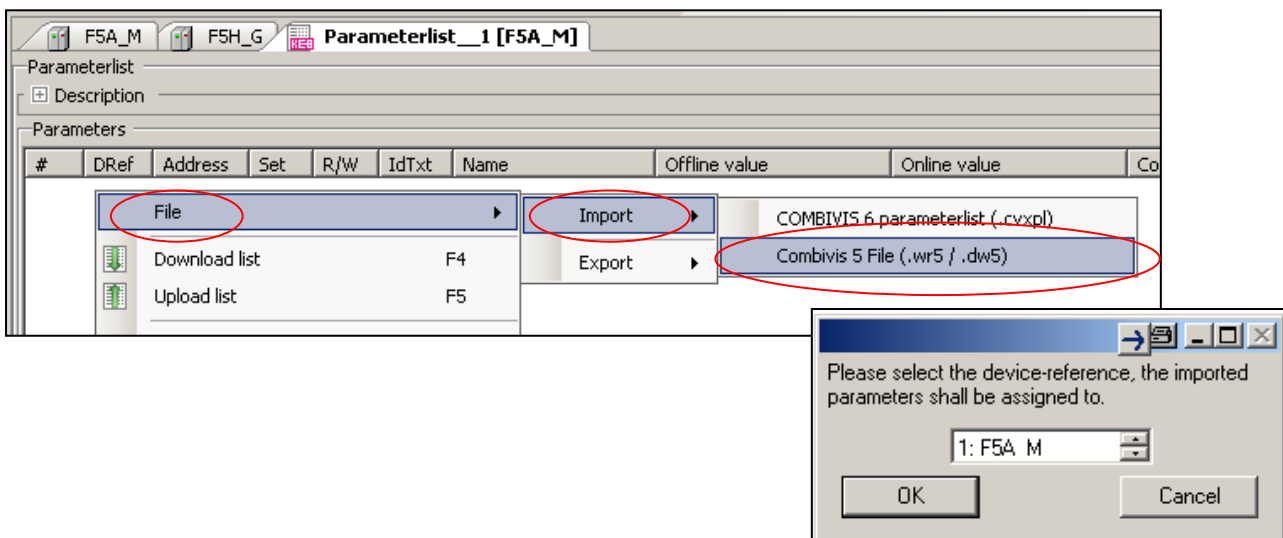 F5A_M F5H_G KEB Parameterlist__1 [F5A_M]
Parameterlist
Description
Parameters
# DRef Address Set R/W IdTxt Name Offline value Online value Co
File Import COMBIVIS 6 parameterlist (.cvxpl)
Download list F4 Export Combivis 5 File (.wr5 / .dw5)
Upload list F5
Please select the device-reference, the imported
parameters shall be assigned to.
1: F5A_M
OK Cancel